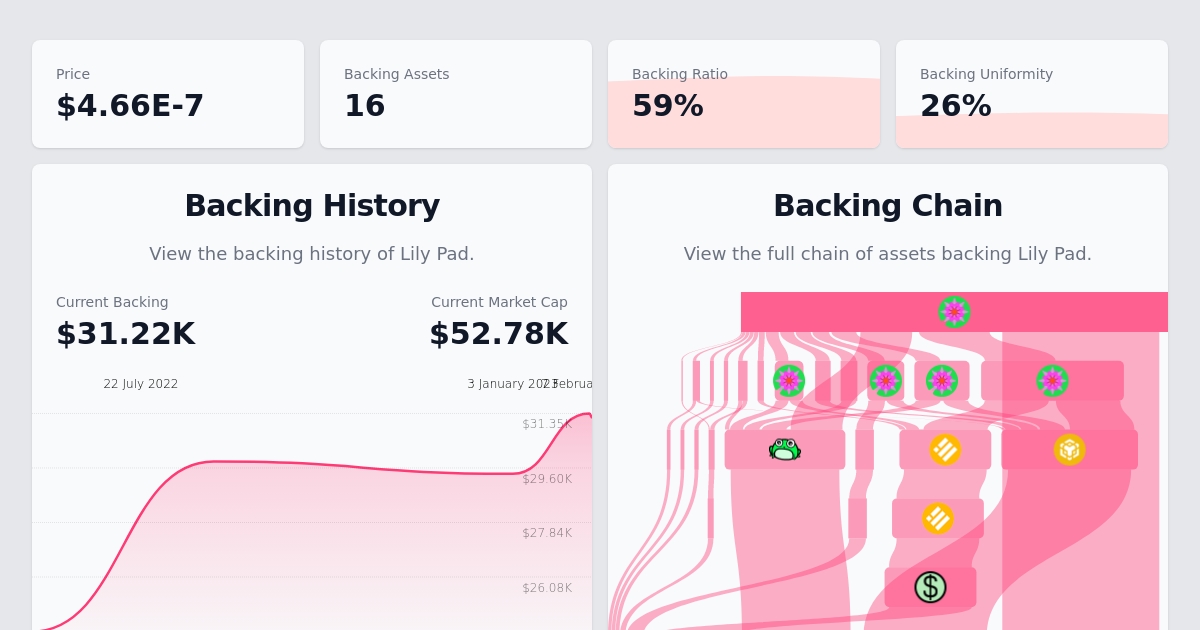 Price
$4.66E-7
Backing Assets
16
Backing Ratio
59%
Backing Uniformity
26%
Backing History
View the backing history of Lily Pad.
Current Backing
$31.22K
Current Market Cap
$52.78K
22 July 2022
3 January 2023
$31.35K
$29.60K
$27.84K
$26.08K
Backing Chain
View the full chain of assets backing Lily Pad.
$